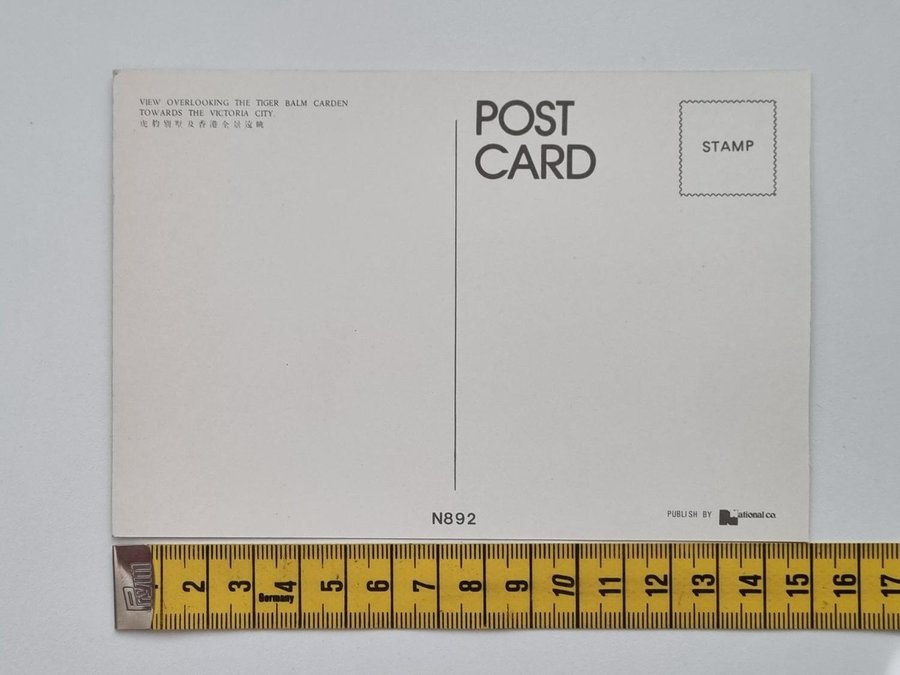 VIEW OVERLOOKING THE TIGER BALM CARDEN
TOWARDS THE VICTORIA CITY.
虎豹別墅及香港全景遠眺
POST
CARD
STAMP
N892
PUBLISH BY National co.
Prym
2 3 4 5 6 7 8 9 10 11 12 13 14 15 16 17
Germany